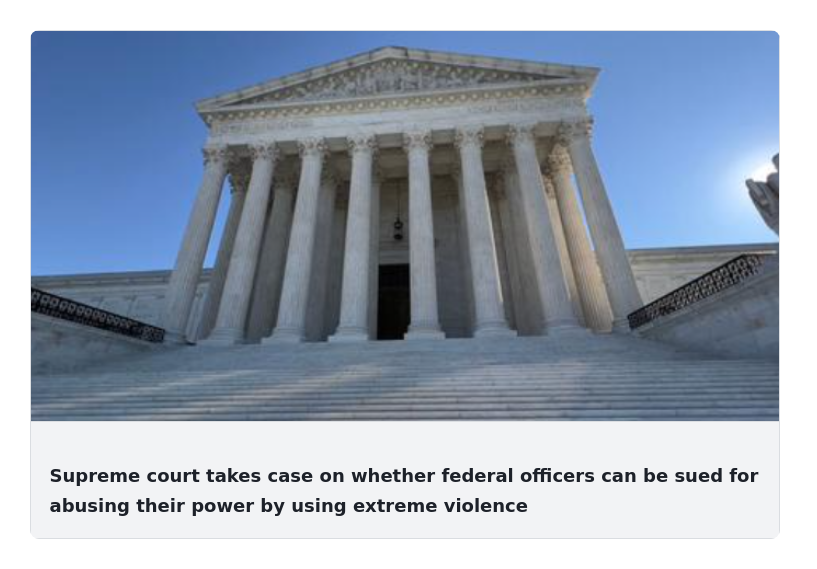 Supreme court takes case on whether federal officers can be sued for
abusing their power by using extreme violence